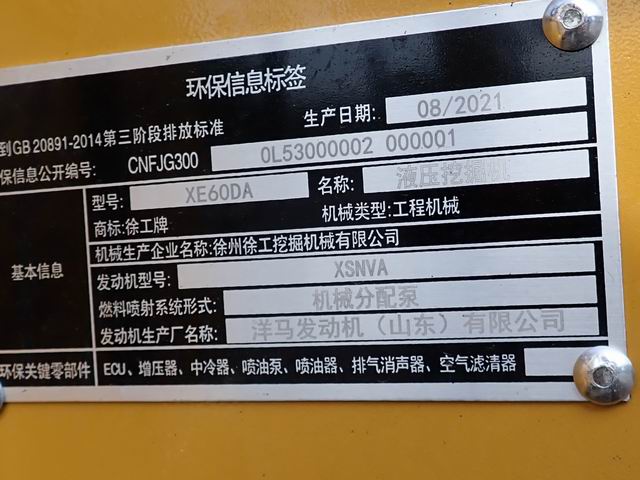 环保信息标签
生产日期: 08/2021
到GB 20891-2014第三阶段排放标准
保信息公开编号: CNFJG300 0L53000002 000001
基本信息
型号: XE60DA 名称: 液压挖掘机
商标:徐工牌 机械类型:工程机械
机械生产企业名称:徐州徐工挖掘机械有限公司
发动机型号: XSNVA
燃料喷射系统形式: 机械分配泵
发动机生产厂名称: 洋马发动机（山东）有限公司
环保关键零部件 ECU、增压器、中冷器、喷油泵、喷油器、排气消声器、空气滤清器